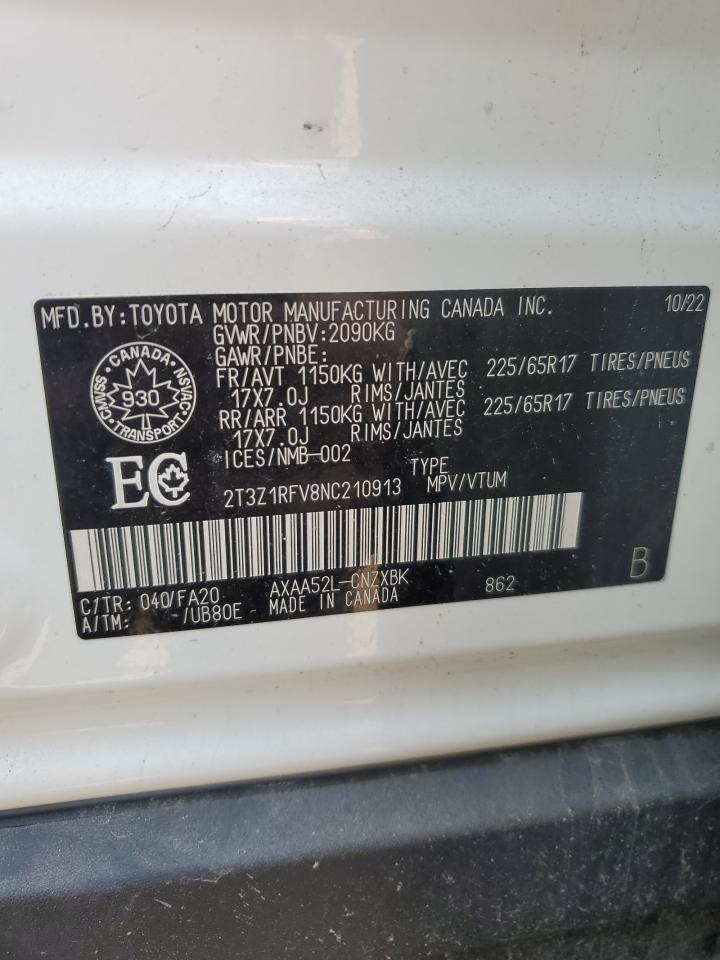 MFD.BY:TOYOTA MOTOR MANUFACTURING CANADA INC. 10/22
GVWR/PNBV:2090KG
GAWR/PNBE:
FR/AVT 1150KG WITH/AVEC 225/65R17 TIRES/PNEUS
17X7.0J RIMS/JANTES
RR/ARR 1150KG WITH/AVEC 225/65R17 TIRES/PNEUS
17X7.0J RIMS/JANTES
ICES/NMB-002 TYPE
2T3Z1RFV8NC210913 MPV/VTUM
CANADA
CMVSS 930 NSVAC
TRANSPORT
EC
C/TR: 040/FA20 AXAA52L-CNZXBK 862 B
A/TM: -/UB80E MADE IN CANADA